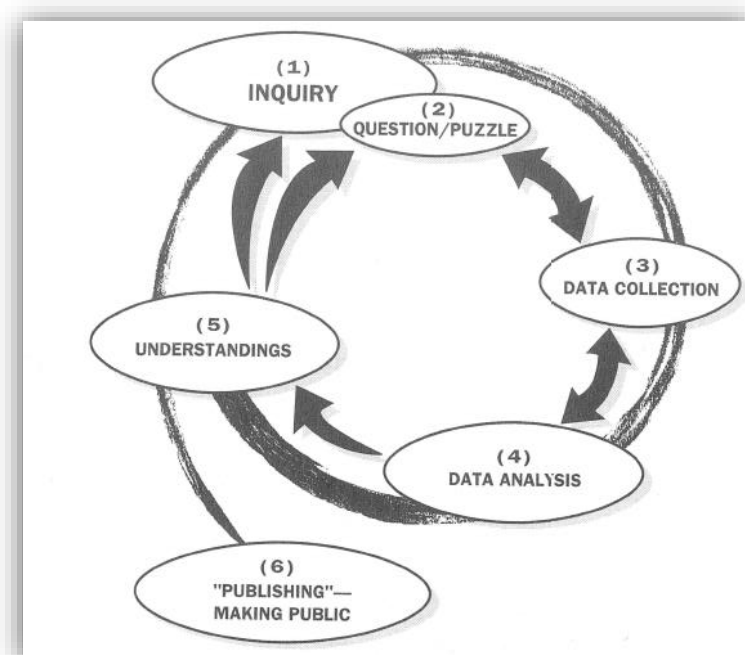 (1)
INQUIRY
(2)
QUESTION/PUZZLE
(3)
DATA COLLECTION
(4)
DATA ANALYSIS
(5)
UNDERSTANDINGS
(6)
"PUBLISHING"—
MAKING PUBLIC